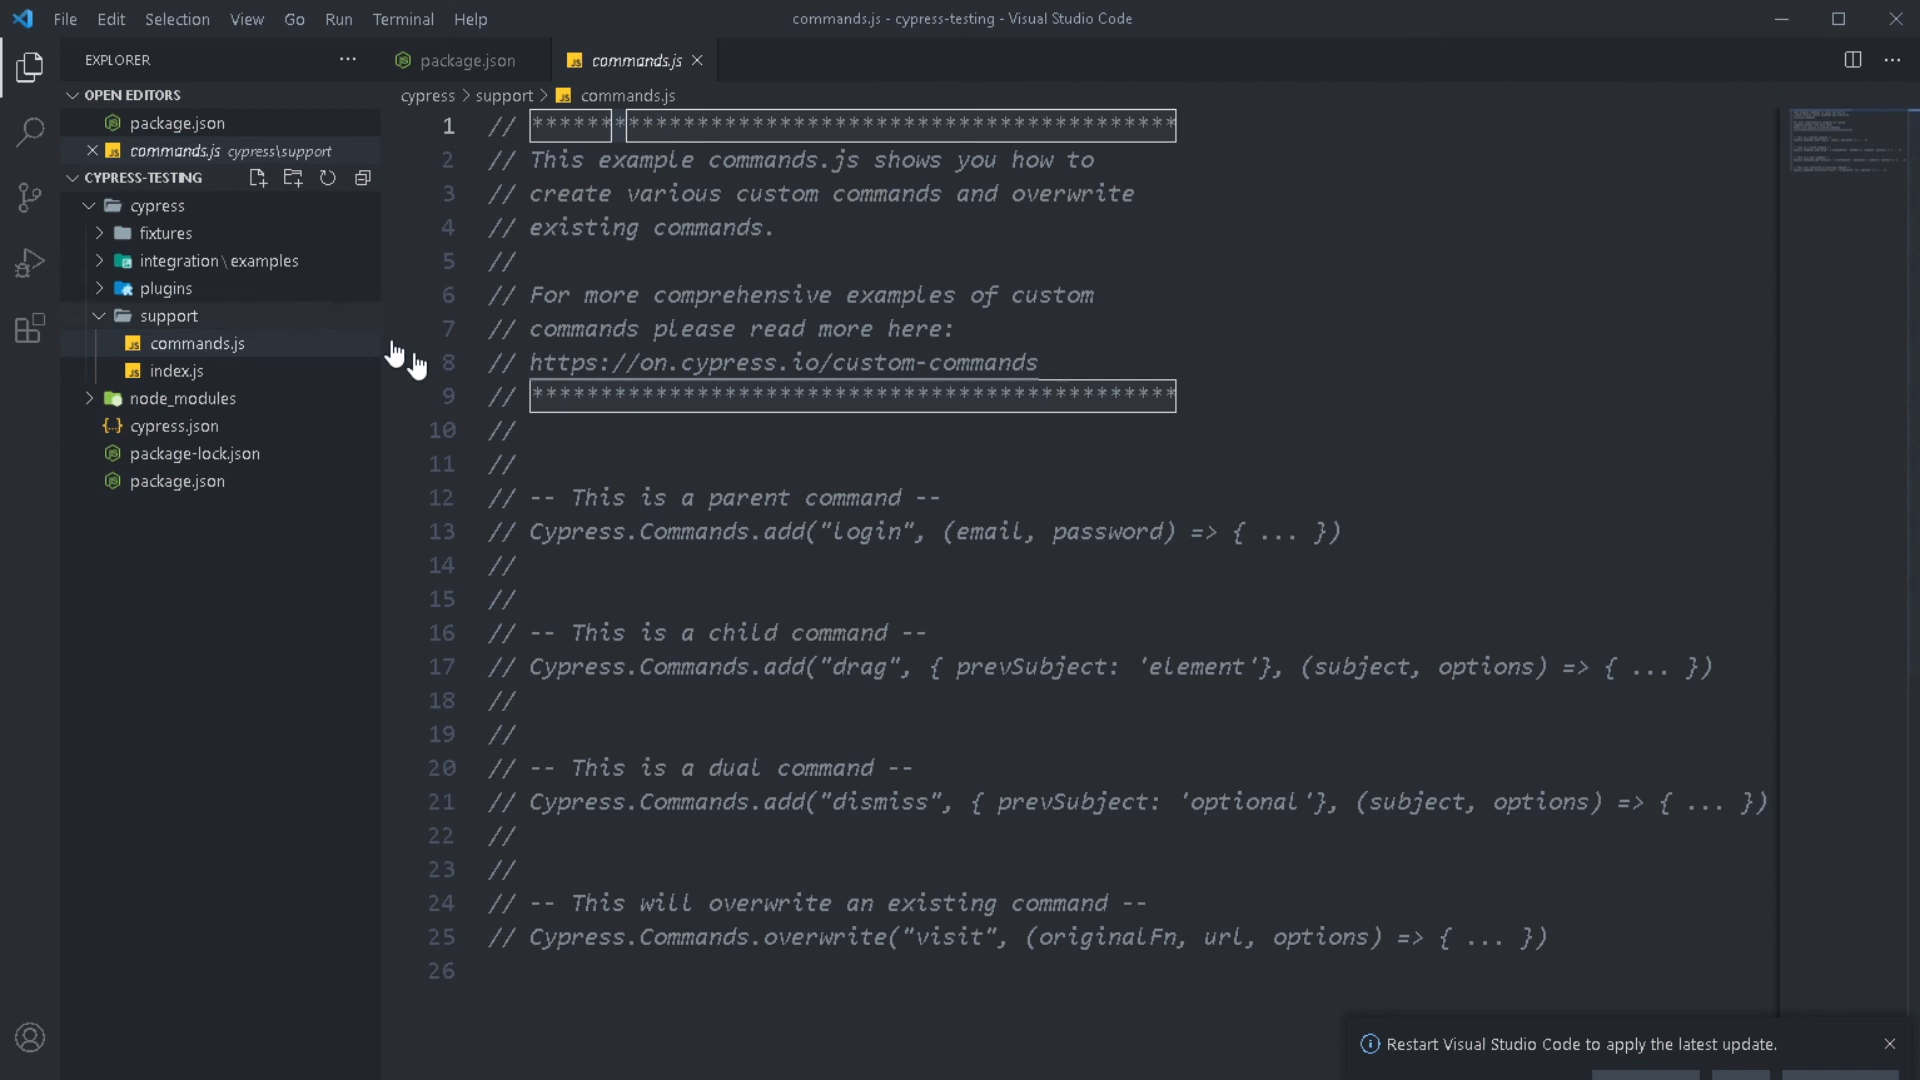 File Edit Selection View Go Run Terminal Help
commands.js - cypress-testing - Visual Studio Code
EXPLORER
OPEN EDITORS
package.json
commands.js cypress\support
CYPRESS-TESTING
cypress
fixtures
integration\examples
plugins
support
commands.js
index.js
node_modules
cypress.json
package-lock.json
package.json
package.json
commands.js
cypress > support > JS commands.js
1 // ***********************************************
2 // This example commands.js shows you how to
3 // create various custom commands and overwrite
4 // existing commands.
5 //
6 // For more comprehensive examples of custom
7 // commands please read more here:
8 // https://on.cypress.io/custom-commands
9 // ***********************************************
10 //
11 //
12 // -- This is a parent command --
13 // Cypress.Commands.add("login", (email, password) => { ... })
14 //
15 //
16 // -- This is a child command --
17 // Cypress.Commands.add("drag", { prevSubject: 'element'}, (subject, options) => { ... })
18 //
19 //
20 // -- This is a dual command --
21 // Cypress.Commands.add("dismiss", { prevSubject: 'optional'}, (subject, options) => { ... })
22 //
23 //
24 // -- This will overwrite an existing command --
25 // Cypress.Commands.overwrite("visit", (originalFn, url, options) => { ... })
26
Restart Visual Studio Code to apply the latest update.